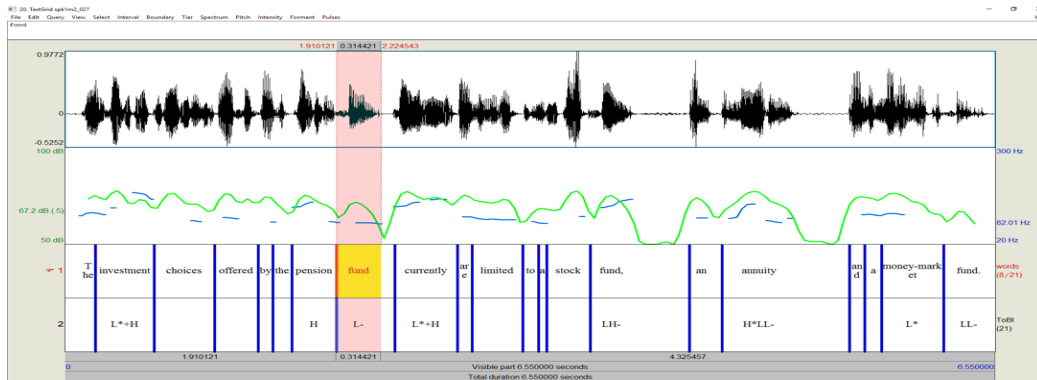 20. TextGrid spk1m2_027
File Edit Query View Select Interval Boundary Tier Spectrum Pitch Intensity Formant Pulses
Fund
1.910121 0.314421 2.224543
0.9772
0
-0.5252
100 dB 300 Hz
67.2 dB (.5) 82.01 Hz
50 dB 20 Hz
1 The investment choices offered by the pension fund currently are limited to a stock fund, an annuity and a money-market fund. words (8/21)
2 L*+H H L- L*+H LH- H*LL- L* LL- ToBI (21)
1.910121 0.314421 4.325457
0 Visible part 6.550000 seconds 6.550000
Total duration 6.550000 seconds